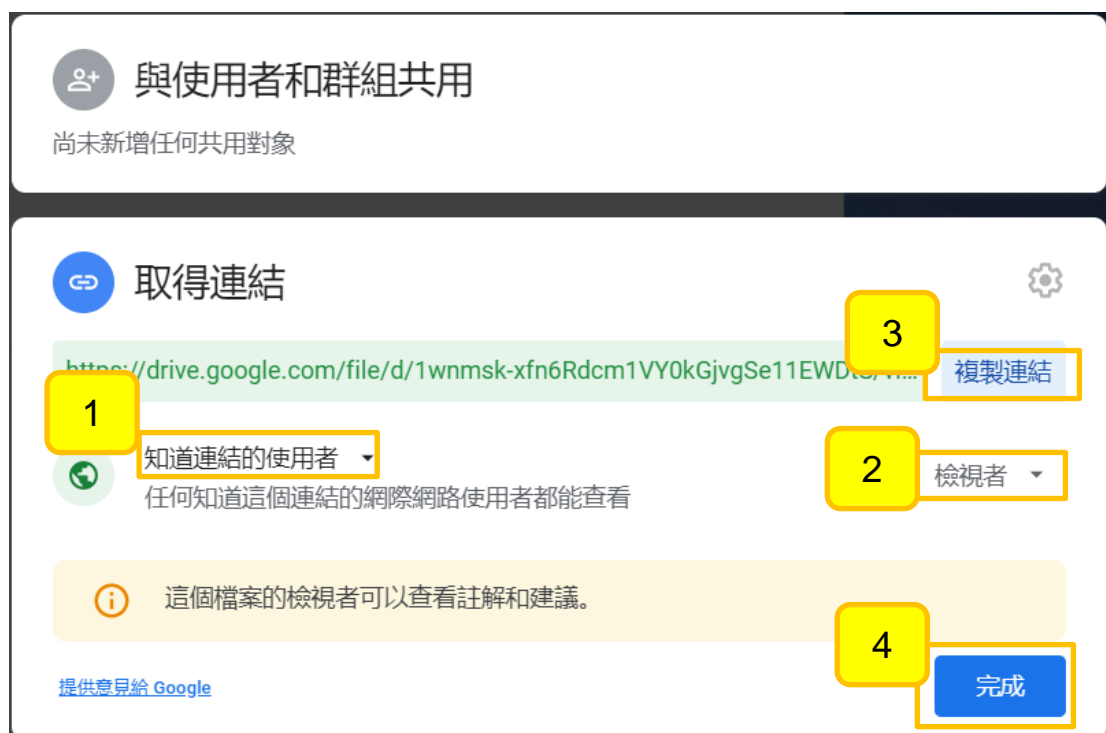 與使用者和群組共用
尚未新增任何共用對象
取得連結
3
https://drive.google.com/file/d/1wnmsk-xfn6Rdcm1VY0kGjvgSe11EWD
複製連結
1
知道連結的使用者
任何知道這個連結的網際網路使用者都能查看
2
檢視者
這個檔案的檢視者可以查看註解和建議。
4
提供意見給 Google
完成